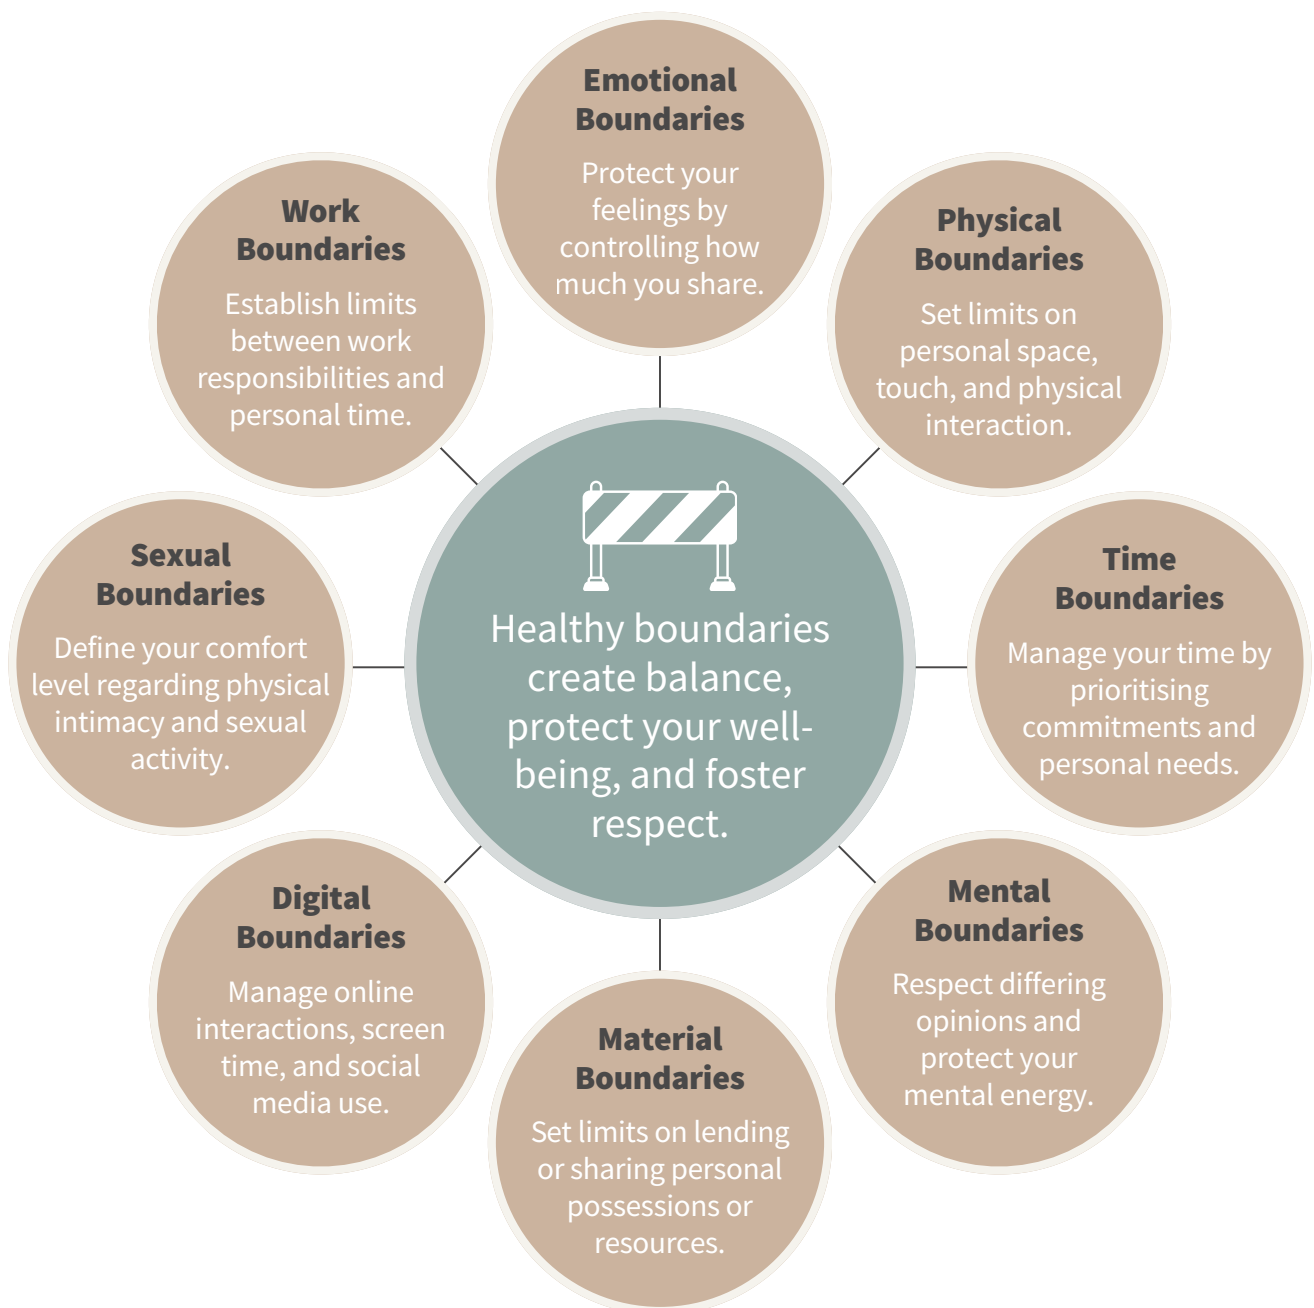 Emotional
Boundaries
Protect your
feelings by
controlling how
much you share.
Physical
Boundaries
Set limits on
personal space,
touch, and physical
interaction.
Time
Boundaries
Manage your time by
prioritising
commitments and
personal needs.
Mental
Boundaries
Respect differing
opinions and
protect your
mental energy.
Material
Boundaries
Set limits on lending
or sharing personal
possessions or
resources.
Digital
Boundaries
Manage online
interactions, screen
time, and social
media use.
Sexual
Boundaries
Define your comfort
level regarding physical
intimacy and sexual
activity.
Work
Boundaries
Establish limits
between work
responsibilities and
personal time.
Healthy boundaries
create balance,
protect your well-
being, and foster
respect.